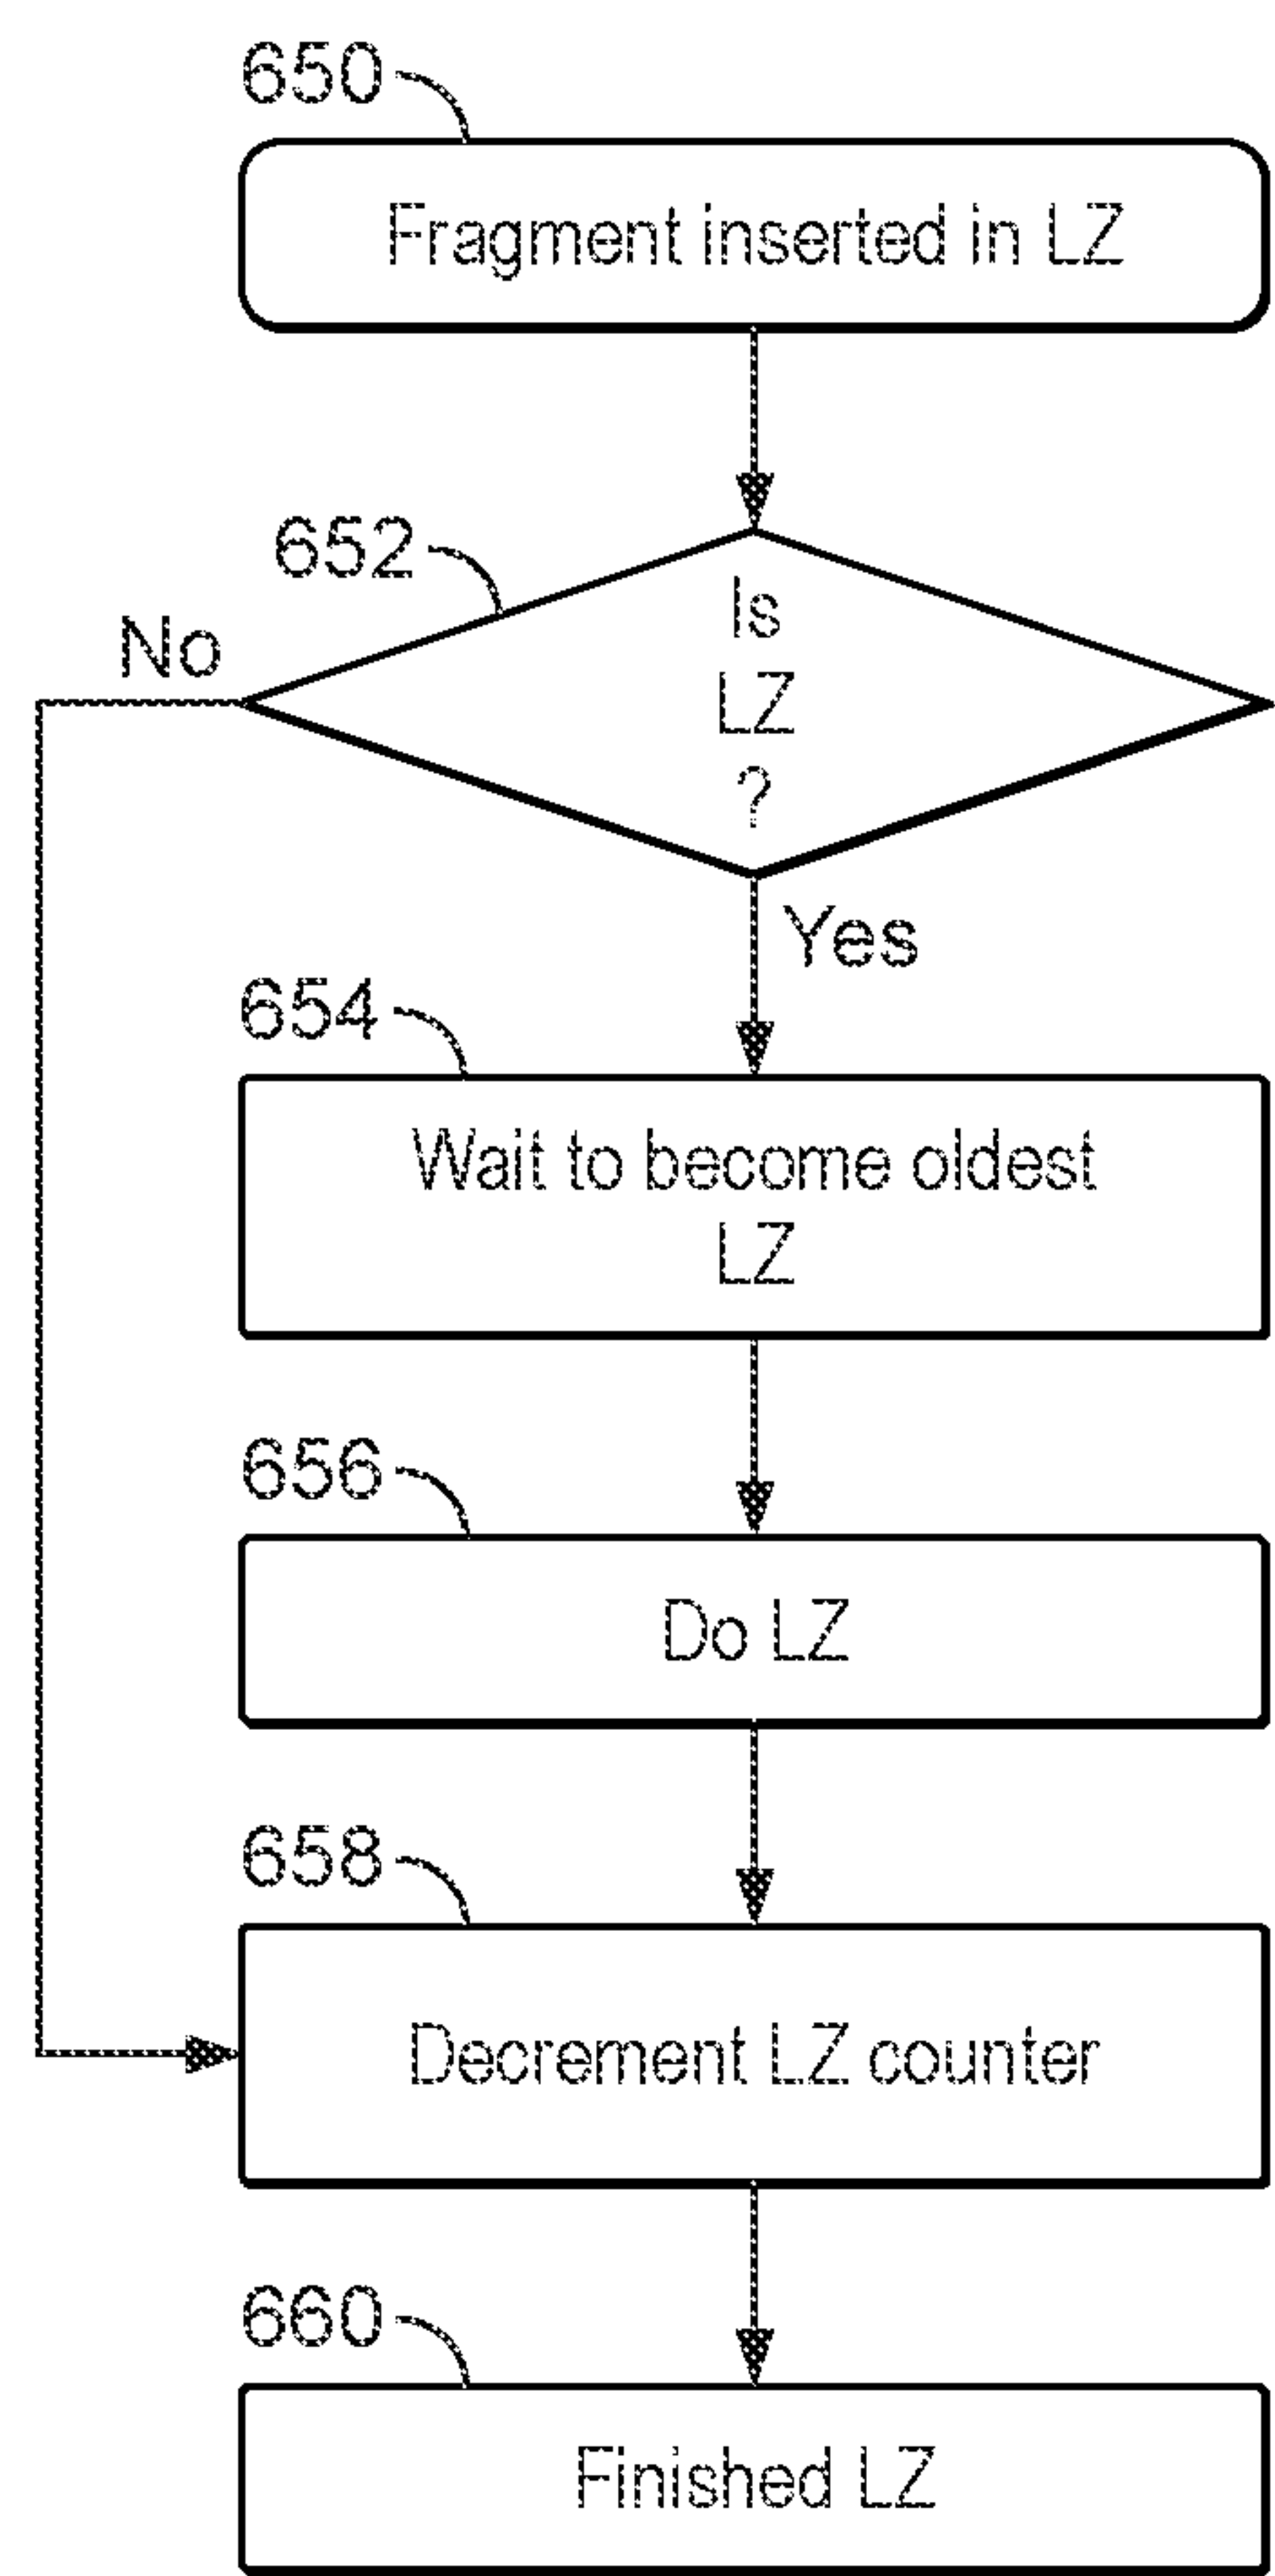 650
Fragment inserted in LZ
652
No
Is
LZ
?
Yes
654
Wait to become oldest
LZ
656
Do LZ
658
Decrement LZ counter
660
Finished LZ